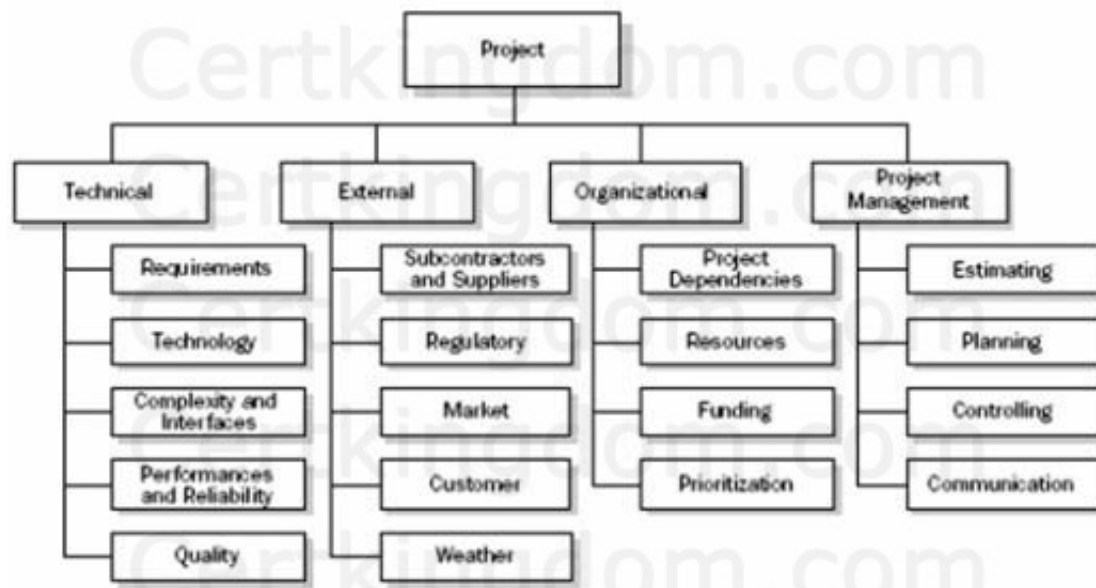 Certkingdom.com
Project
Certkingdom.com
Technical
External
Organizational
Project
Management
Requirements
Technology
Complexity and
Interfaces
Performances
and Reliability
Quality
Subcontractors
and Suppliers
Regulatory
Market
Customer
Weather
Project
Dependencies
Resources
Funding
Prioritization
Estimating
Planning
Controlling
Communication
Certkingdom.com
Certkingdom.com
Certkingdom.com